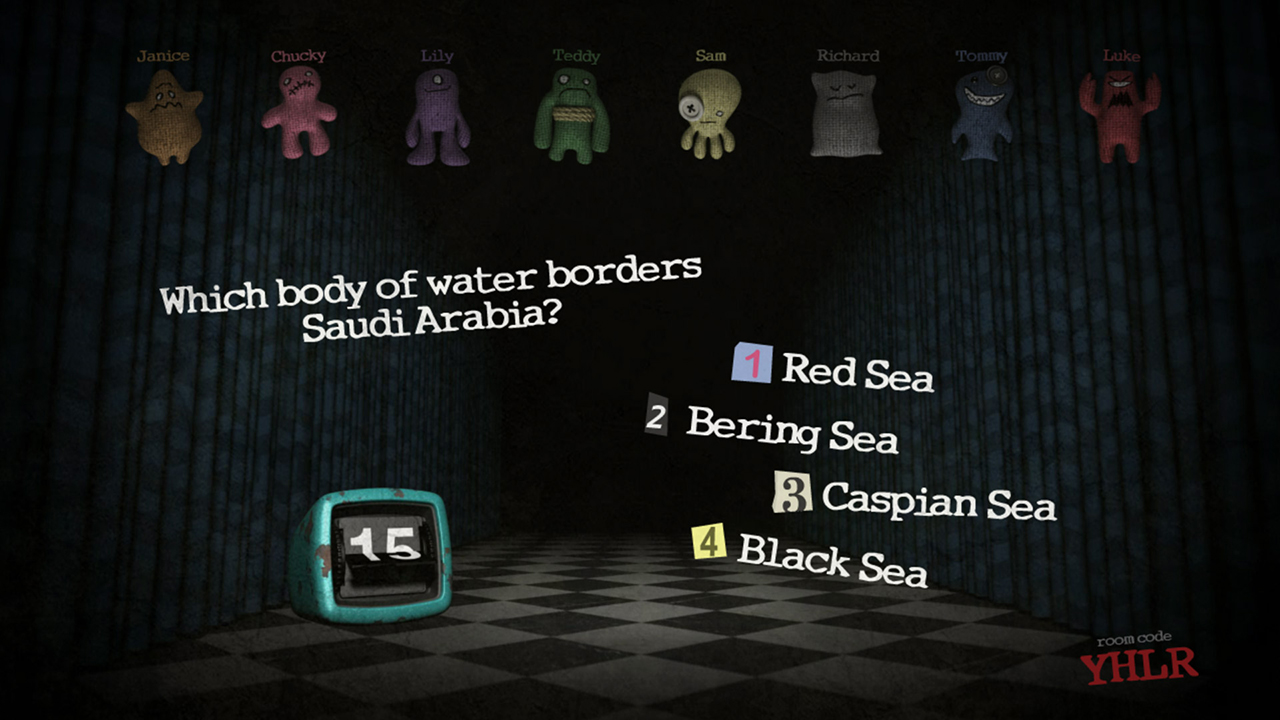 Janice
Chucky
Lily
Teddy
Sam
Richard
Tommy
Luke
Which body of water borders
Saudi Arabia?
1 Red Sea
2 Bering Sea
3 Caspian Sea
4 Black Sea
15
room code
YHLR